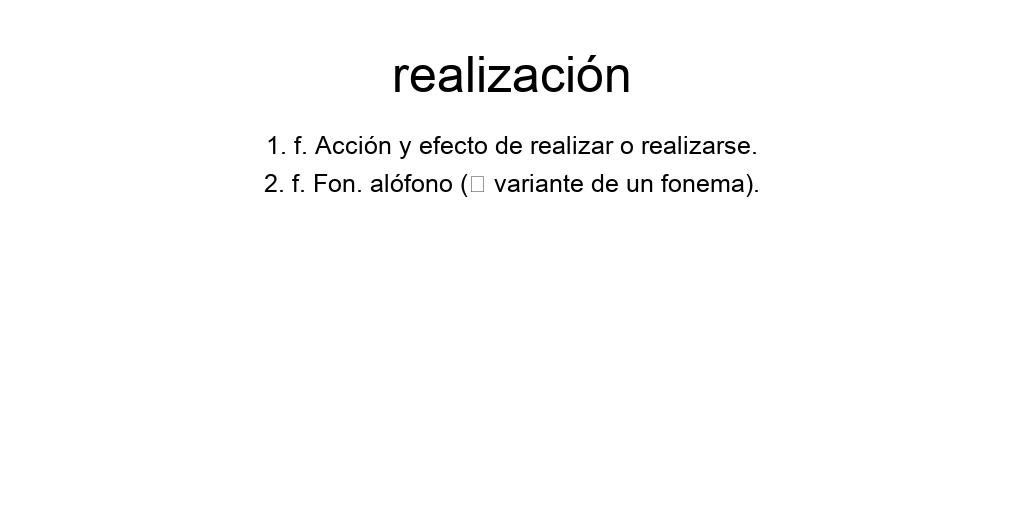 realización
1. f. Acción y efecto de realizar o realizarse.
2. f. Fon. alófono (□ variante de un fonema).